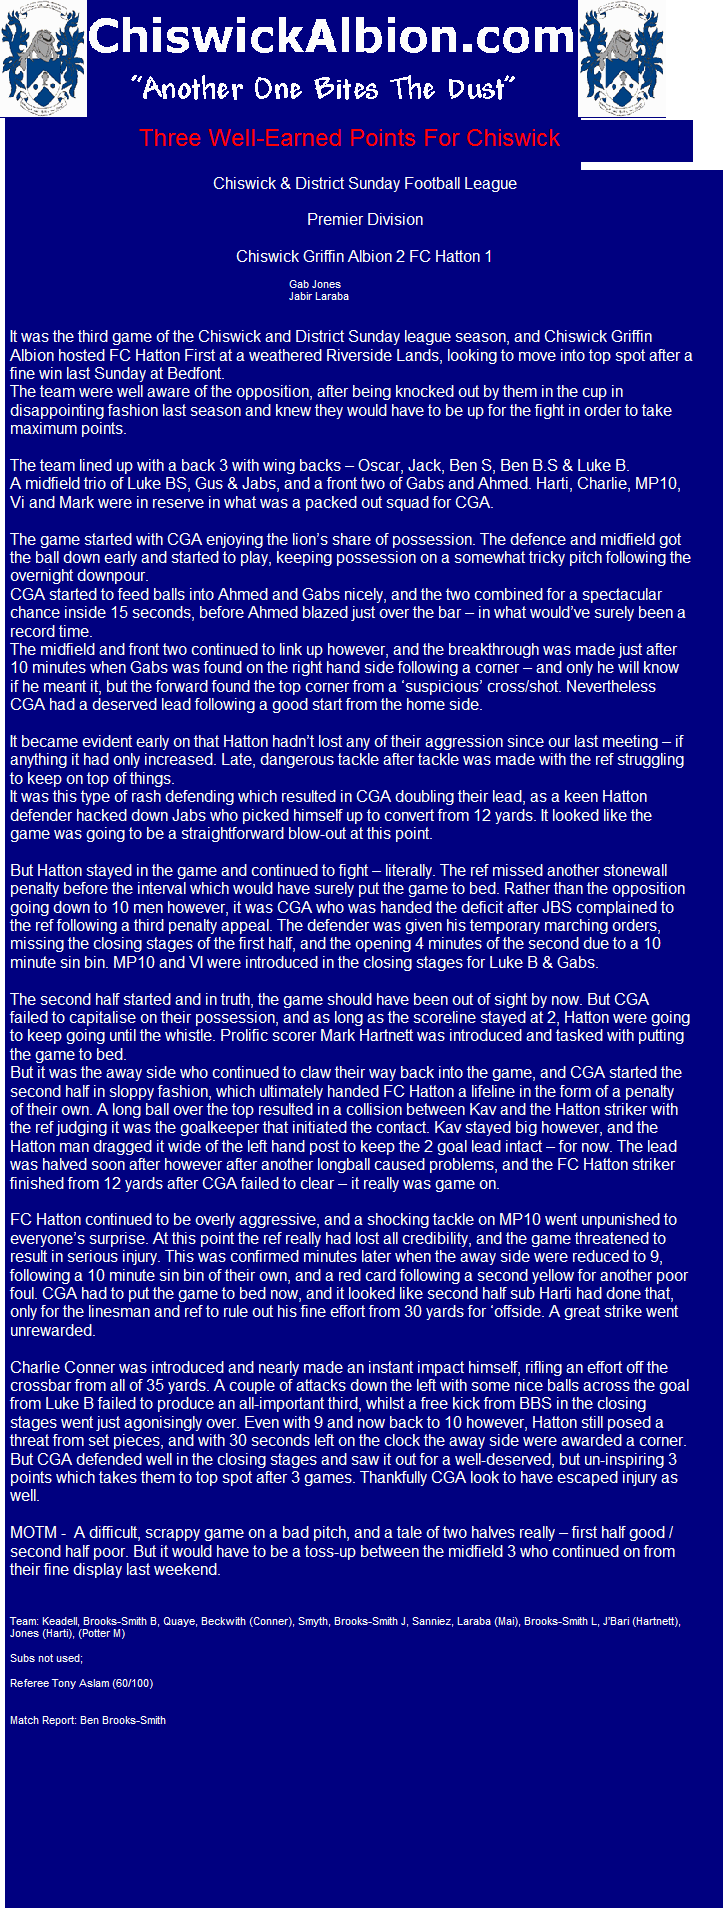 ChiswickAlbion.com
"Another One Bites The Dust"
Three Well-Earned Points For Chiswick
Chiswick & District Sunday Football League
Premier Division
Chiswick Griffin Albion 2 FC Hatton 1
Gab Jones
Jabir Laraba
It was the third game of the Chiswick and District Sunday league season, and Chiswick Griffin
Albion hosted FC Hatton First at a weathered Riverside Lands, looking to move into top spot after a
fine win last Sunday at Bedfont.
The team were well aware of the opposition, after being knocked out by them in the cup in
disappointing fashion last season and knew they would have to be up for the fight in order to take
maximum points.
The team lined up with a back 3 with wing backs – Oscar, Jack, Ben S, Ben B.S & Luke B.
A midfield trio of Luke BS, Gus & Jabs, and a front two of Gabs and Ahmed. Harti, Charlie, MP10,
Vi and Mark were in reserve in what was a packed out squad for CGA.
The game started with CGA enjoying the lion’s share of possession. The defence and midfield got
the ball down early and started to play, keeping possession on a somewhat tricky pitch following the
overnight downpour.
CGA started to feed balls into Ahmed and Gabs nicely, and the two combined for a spectacular
chance inside 15 seconds, before Ahmed blazed just over the bar – in what would’ve surely been a
record time.
The midfield and front two continued to link up however, and the breakthrough was made just after
10 minutes when Gabs was found on the right hand side following a corner – and only he will know
if he meant it, but the forward found the top corner from a ‘suspicious’ cross/shot. Nevertheless
CGA had a deserved lead following a good start from the home side.
It became evident early on that Hatton hadn’t lost any of their aggression since our last meeting – if
anything it had only increased. Late, dangerous tackle after tackle was made with the ref struggling
to keep on top of things.
It was this type of rash defending which resulted in CGA doubling their lead, as a keen Hatton
defender hacked down Jabs who picked himself up to convert from 12 yards. It looked like the
game was going to be a straightforward blow-out at this point.
But Hatton stayed in the game and continued to fight – literally. The ref missed another stonewall
penalty before the interval which would have surely put the game to bed. Rather than the opposition
going down to 10 men however, it was CGA who was handed the deficit after JBS complained to
the ref following a third penalty appeal. The defender was given his temporary marching orders,
missing the closing stages of the first half, and the opening 4 minutes of the second due to a 10
minute sin bin. MP10 and VI were introduced in the closing stages for Luke B & Gabs.
The second half started and in truth, the game should have been out of sight by now. But CGA
failed to capitalise on their possession, and as long as the scoreline stayed at 2, Hatton were going
to keep going until the whistle. Prolific scorer Mark Hartnett was introduced and tasked with putting
the game to bed.
But it was the away side who continued to claw their way back into the game, and CGA started the
second half in sloppy fashion, which ultimately handed FC Hatton a lifeline in the form of a penalty
of their own. A long ball over the top resulted in a collision between Kav and the Hatton striker with
the ref judging it was the goalkeeper that initiated the contact. Kav stayed big however, and the
Hatton man dragged it wide of the left hand post to keep the 2 goal lead intact – for now. The lead
was halved soon after however after another longball caused problems, and the FC Hatton striker
finished from 12 yards after CGA failed to clear – it really was game on.
FC Hatton continued to be overly aggressive, and a shocking tackle on MP10 went unpunished to
everyone’s surprise. At this point the ref really had lost all credibility, and the game threatened to
result in serious injury. This was confirmed minutes later when the away side were reduced to 9,
following a 10 minute sin bin of their own, and a red card following a second yellow for another poor
foul. CGA had to put the game to bed now, and it looked like second half sub Harti had done that,
only for the linesman and ref to rule out his fine effort from 30 yards for ‘offside. A great strike went
unrewarded.
Charlie Conner was introduced and nearly made an instant impact himself, rifling an effort off the
crossbar from all of 35 yards. A couple of attacks down the left with some nice balls across the goal
from Luke B failed to produce an all-important third, whilst a free kick from BBS in the closing
stages went just agonisingly over. Even with 9 and now back to 10 however, Hatton still posed a
threat from set pieces, and with 30 seconds left on the clock the away side were awarded a corner.
But CGA defended well in the closing stages and saw it out for a well-deserved, but un-inspiring 3
points which takes them to top spot after 3 games. Thankfully CGA look to have escaped injury as
well.
MOTM -  A difficult, scrappy game on a bad pitch, and a tale of two halves really – first half good /
second half poor. But it would have to be a toss-up between the midfield 3 who continued on from
their fine display last weekend.
Team: Keadell, Brooks-Smith B, Quaye, Beckwith (Conner), Smyth, Brooks-Smith J, Sanniez, Laraba (Mai), Brooks-Smith L, J'Bari (Hartnett),
Jones (Harti), (Potter M)
Subs not used;
Referee Tony Aslam (60/100)
Match Report: Ben Brooks-Smith